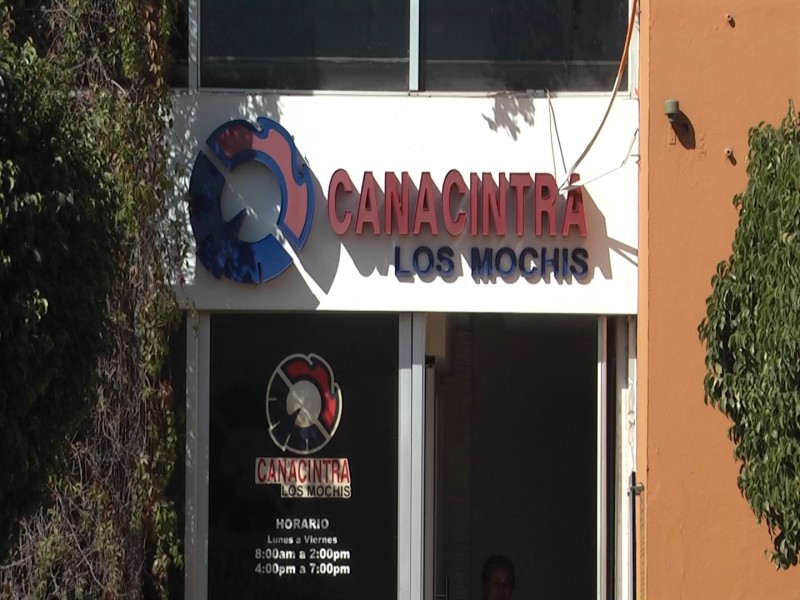 CANACINTRA
LOS MOCHIS
CANACINTRA
LOS MOCHIS
HORARIO
Lunes a Viernes
8:00am a 2:00pm
4:00pm a 7:00pm